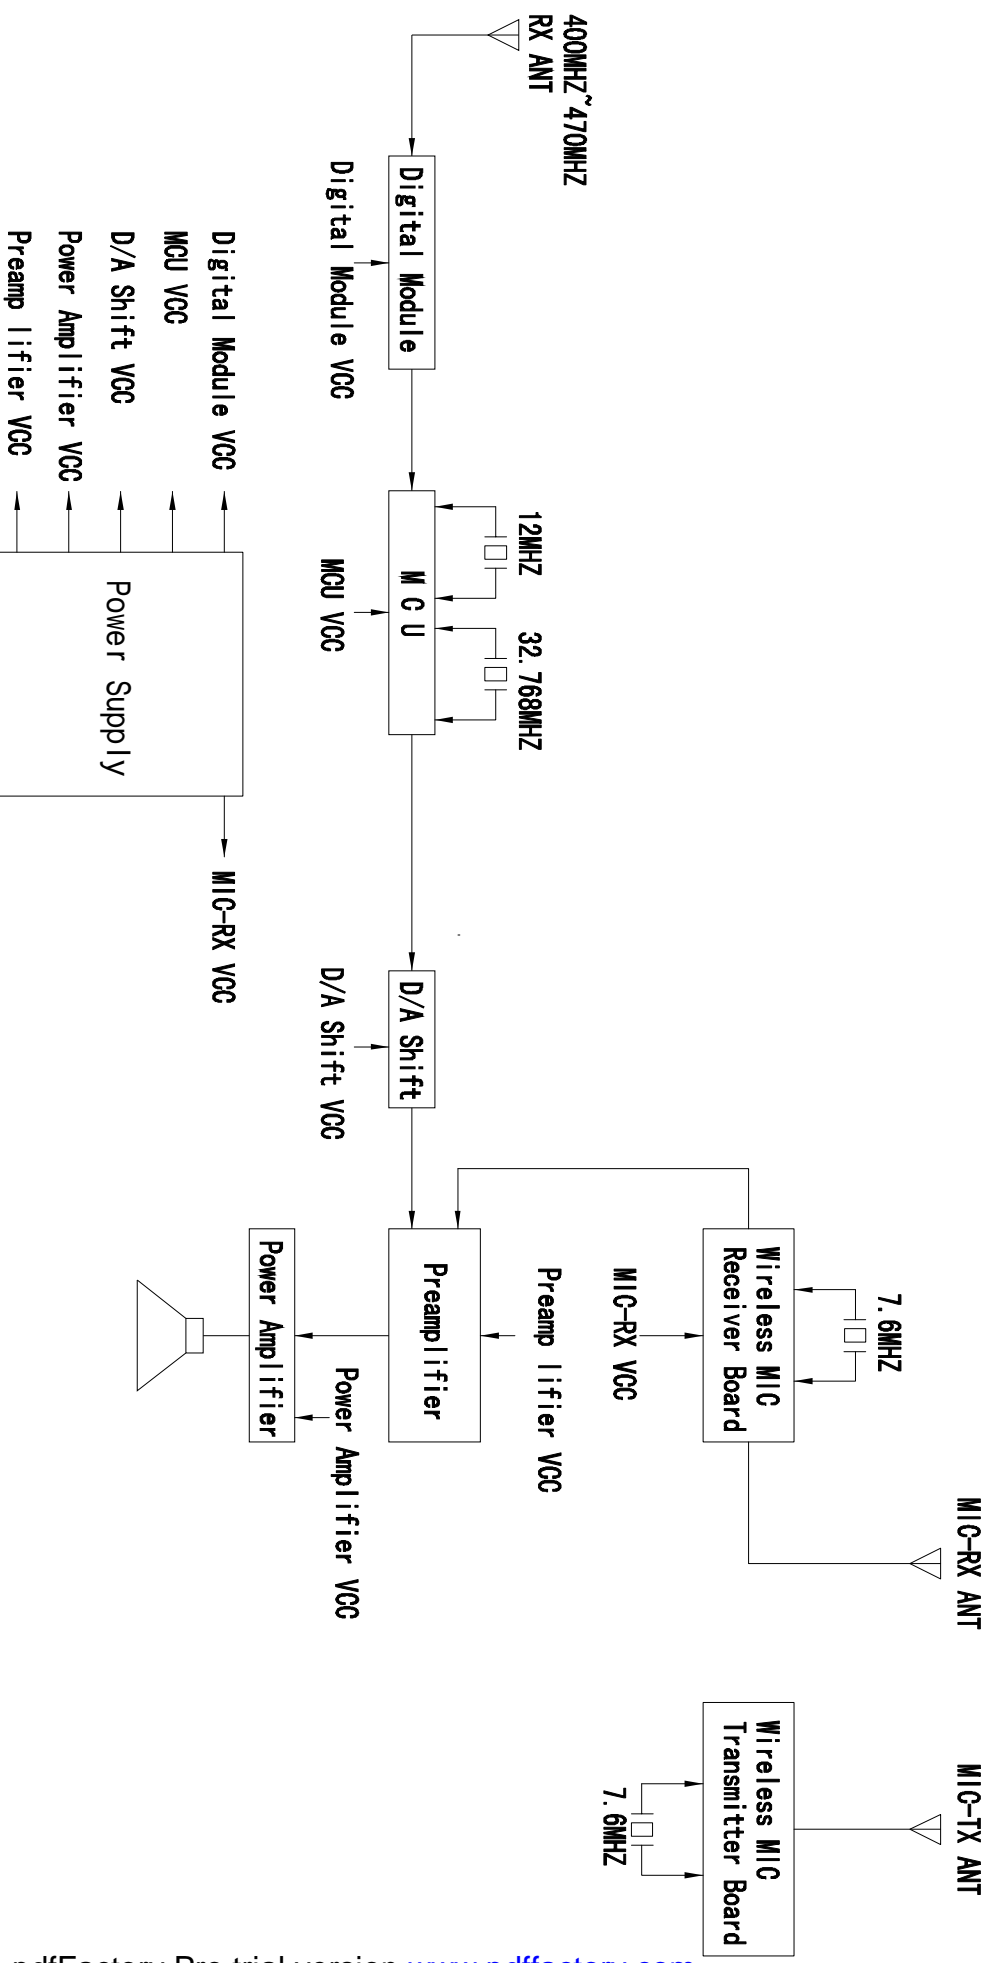 400MHZ~470MHZ
RX ANT
Digital Module
Digital Module VCC
12MHZ
32.768MHZ
M C U
MCU VCC
D/A Shift
D/A Shift VCC
MIC-RX ANT
7.6MHZ
Wireless MIC
Receiver Board
MIC-RX VCC
Preamp lifier VCC
Preamplifier
Power Amplifier VCC
Power Amplifier
MIC-TX ANT
Wireless MIC
Transmitter Board
7.6MHZ
Digital Module VCC
MCU VCC
D/A Shift VCC
Power Amplifier VCC
Preamp lifier VCC
Power Supply
MIC-RX VCC
pdfFactory Pro trial version www.pdffactory.com